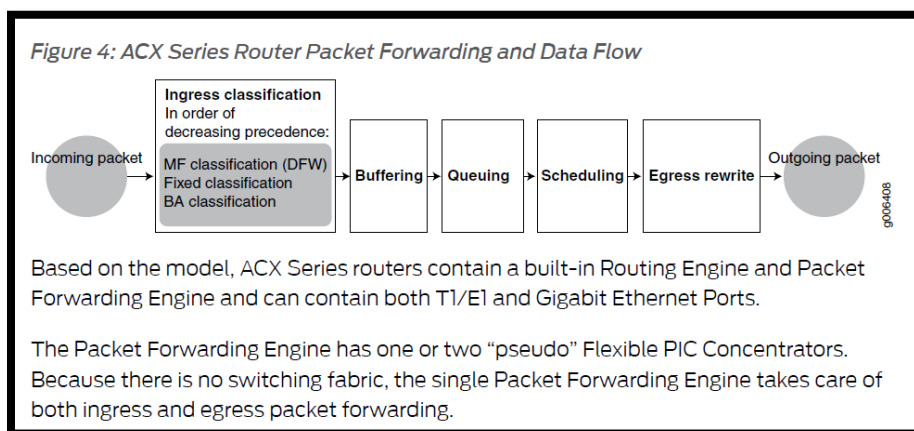 Figure 4: ACX Series Router Packet Forwarding and Data Flow
Ingress classification
In order of
decreasing precedence:
Incoming packet
MF classification (DFW)
Fixed classification
BA classification
Buffering
Queuing
Scheduling
Egress rewrite
Outgoing packet
g006408
Based on the model, ACX Series routers contain a built-in Routing Engine and Packet
Forwarding Engine and can contain both T1/E1 and Gigabit Ethernet Ports.
The Packet Forwarding Engine has one or two “pseudo” Flexible PIC Concentrators.
Because there is no switching fabric, the single Packet Forwarding Engine takes care of
both ingress and egress packet forwarding.